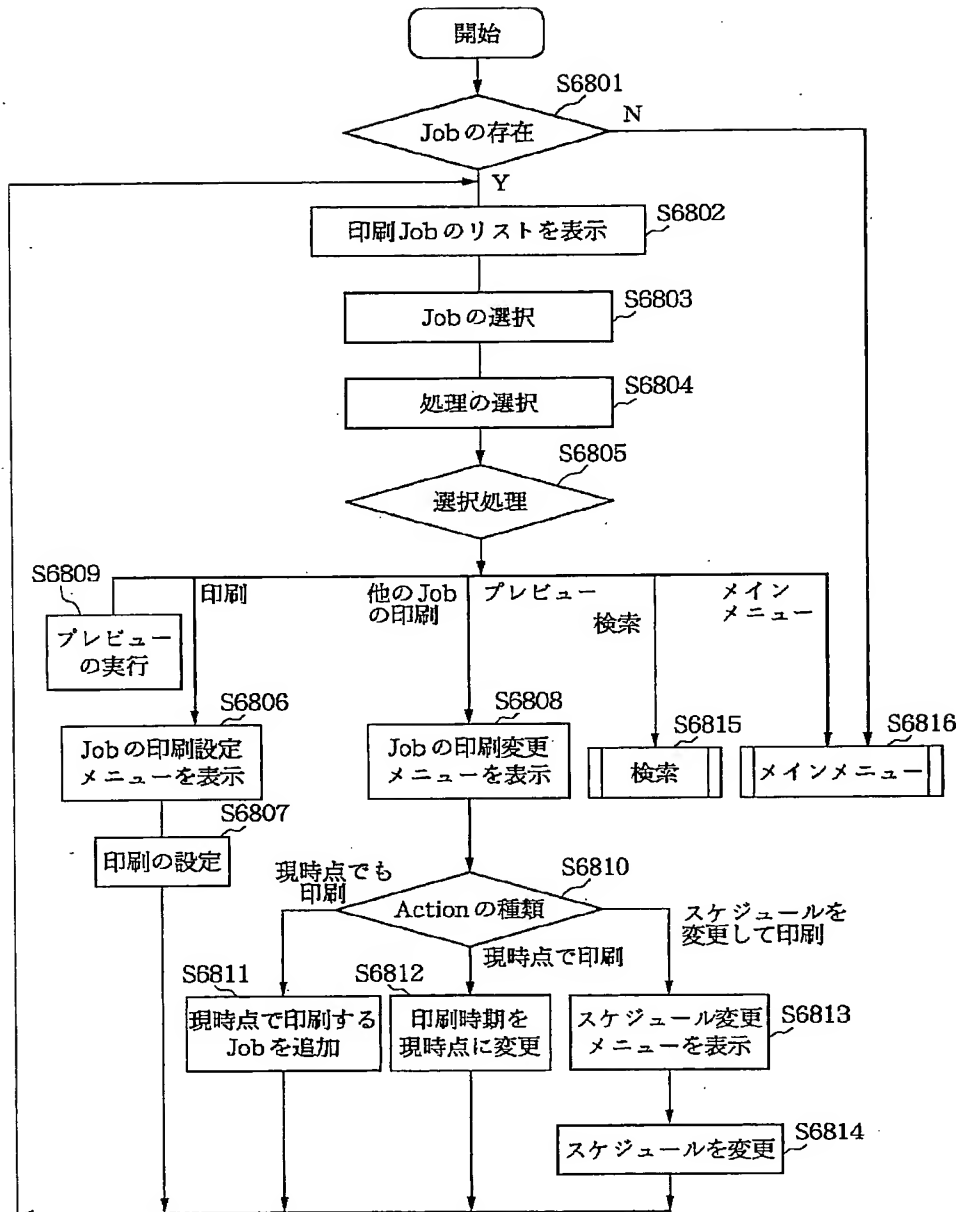 開始
S6801
Jobの存在
N
Y
S6802
印刷Jobのリストを表示
S6803
Jobの選択
S6804
処理の選択
S6805
選択処理
S6809
プレビュー
の実行
印刷
他のJob
の印刷
プレビュー
検索
メイン
メニュー
S6806
Jobの印刷設定
メニューを表示
S6808
Jobの印刷変更
メニューを表示
S6815
検索
S6816
メインメニュー
S6807
印刷の設定
現時点でも
印刷
S6810
Actionの種類
スケジュールを
変更して印刷
現時点で印刷
S6811
現時点で印刷する
Jobを追加
S6812
印刷時期を
現時点に変更
スケジュール変更
メニューを表示
S6813
スケジュールを変更
S6814